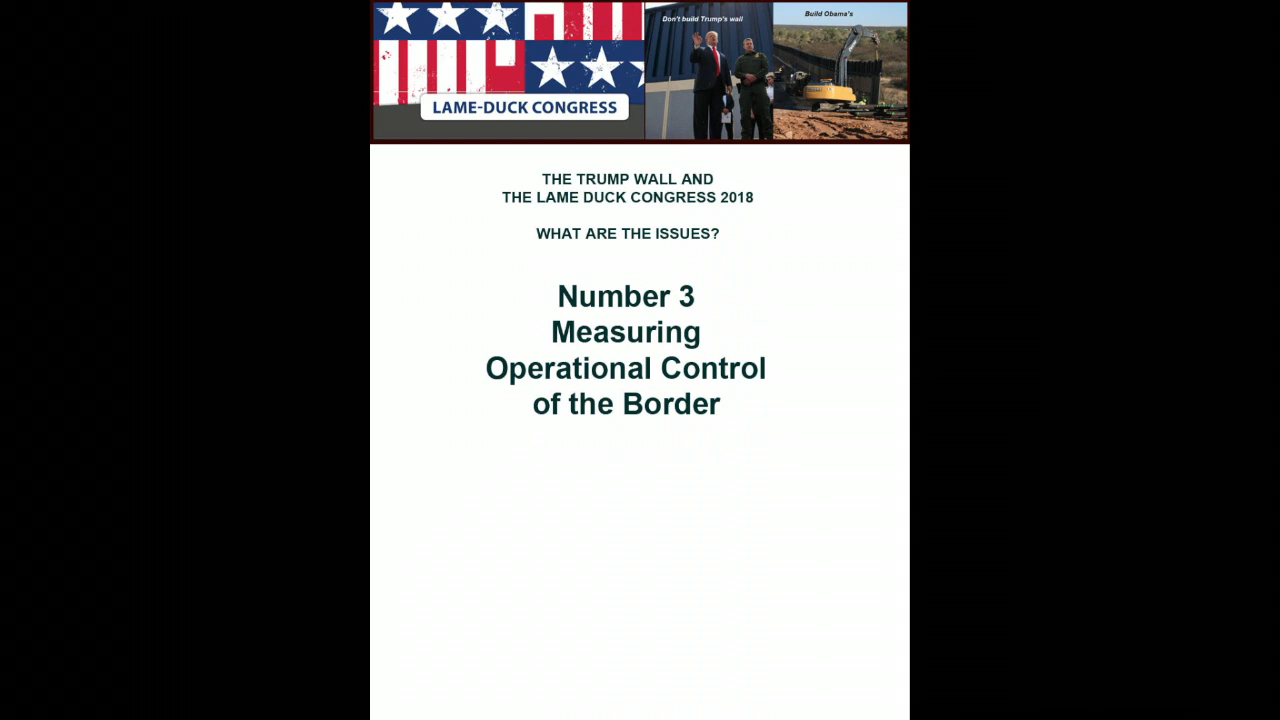 Don't build Trump's wall
Build Obama's
LAME-DUCK CONGRESS
THE TRUMP WALL AND
THE LAME DUCK CONGRESS 2018
WHAT ARE THE ISSUES?
Number 3
Measuring
Operational Control
of the Border